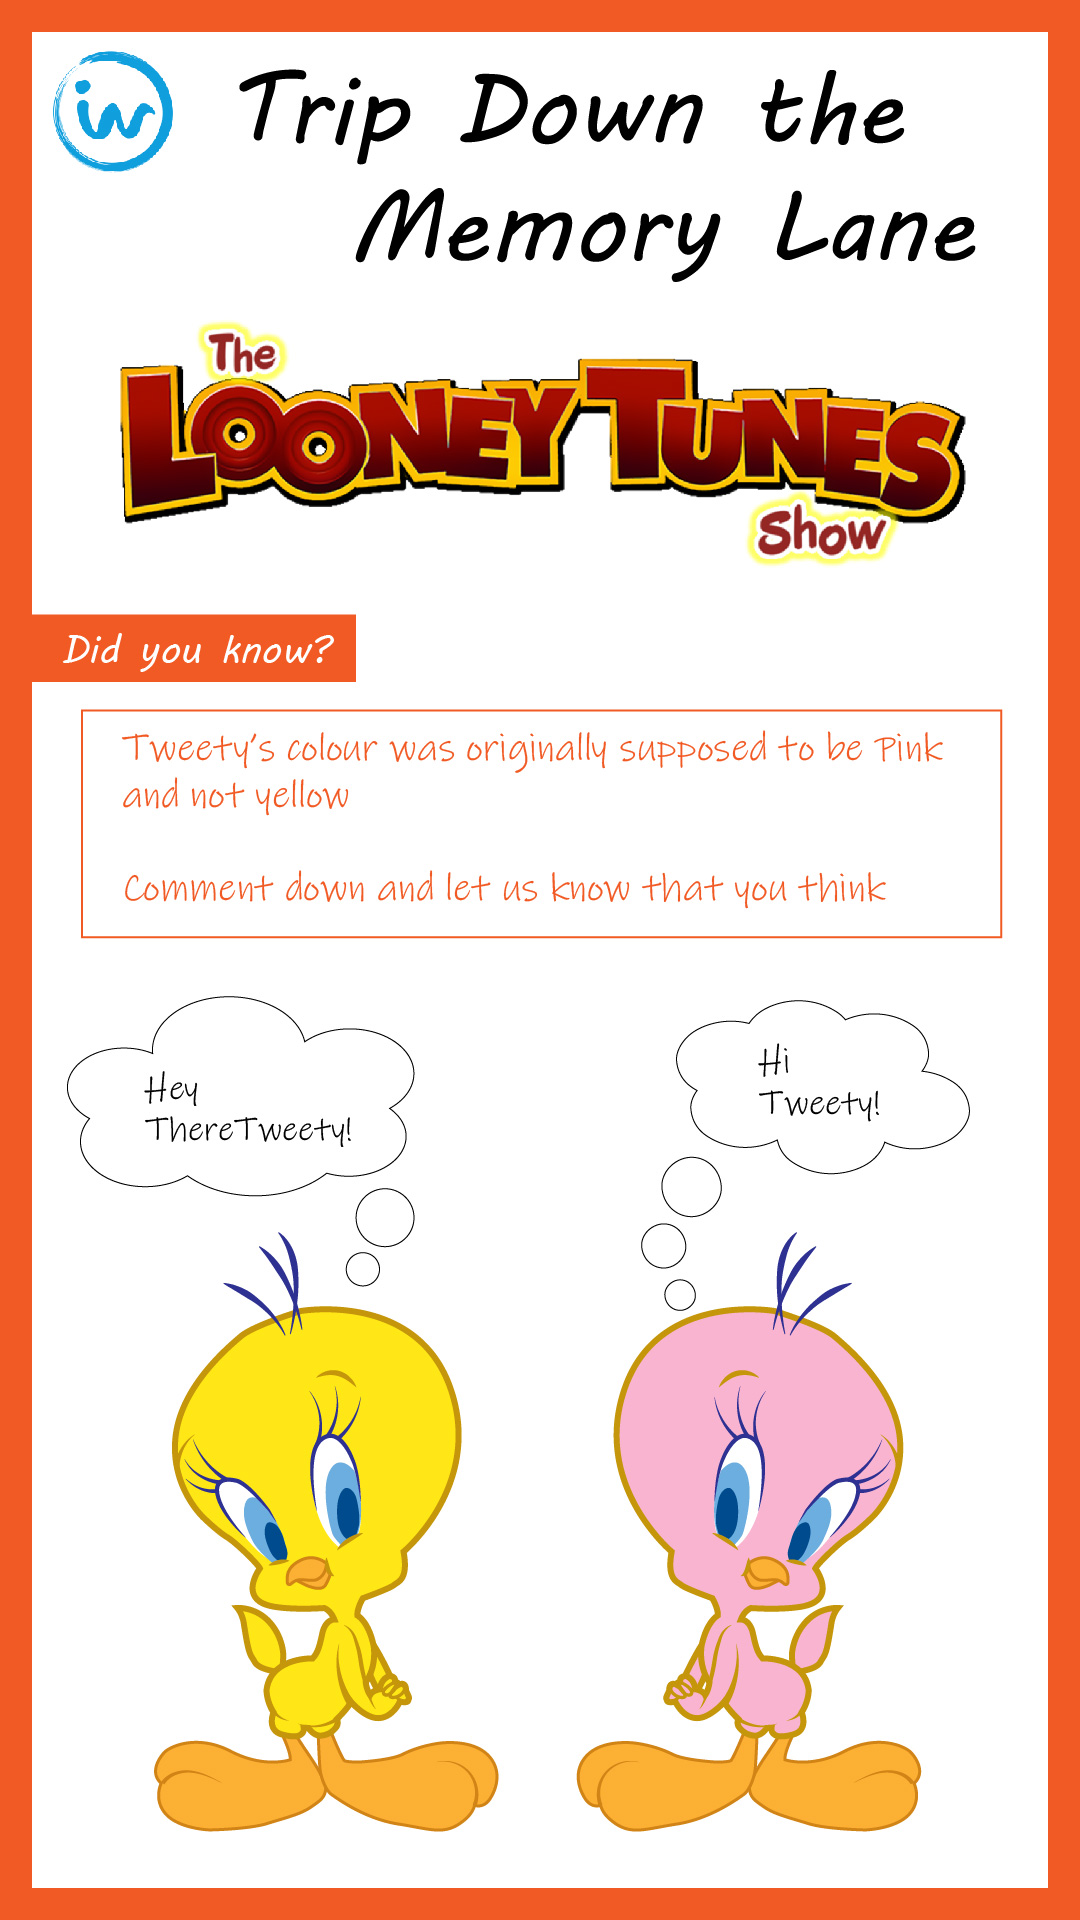 iw
Trip Down the
Memory Lane
The
LOONEY TUNES
Show
Did you know?
Tweety's colour was originally supposed to be Pink
and not yellow
Comment down and let us know that you think
Hey
ThereTweety!
Hi
Tweety!